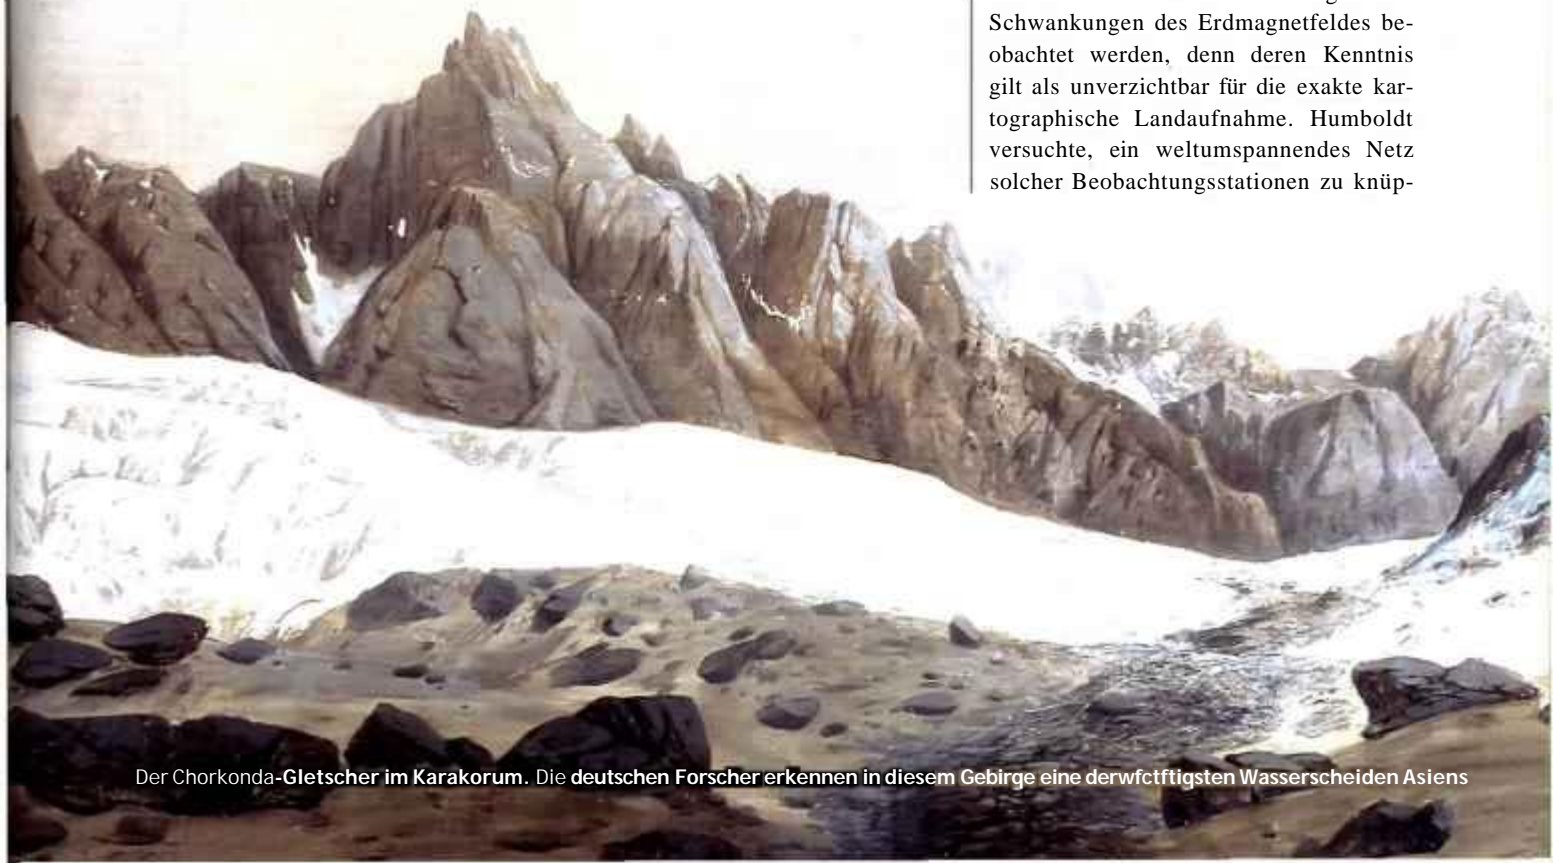 Schwankungen des Erdmagnetfeldes be-
obachtet werden, denn deren Kenntnis
gilt als unverzichtbar für die exakte kar-
tographische Landaufnahme. Humboldt
versuchte, ein weltumspannendes Netz
solcher Beobachtungsstationen zu knüp-
Der Chorkonda-Gletscher im Karakorum. Die deutschen Forscher erkennen in diesem Gebirge eine derwfctftigsten Wasserscheiden Asiens